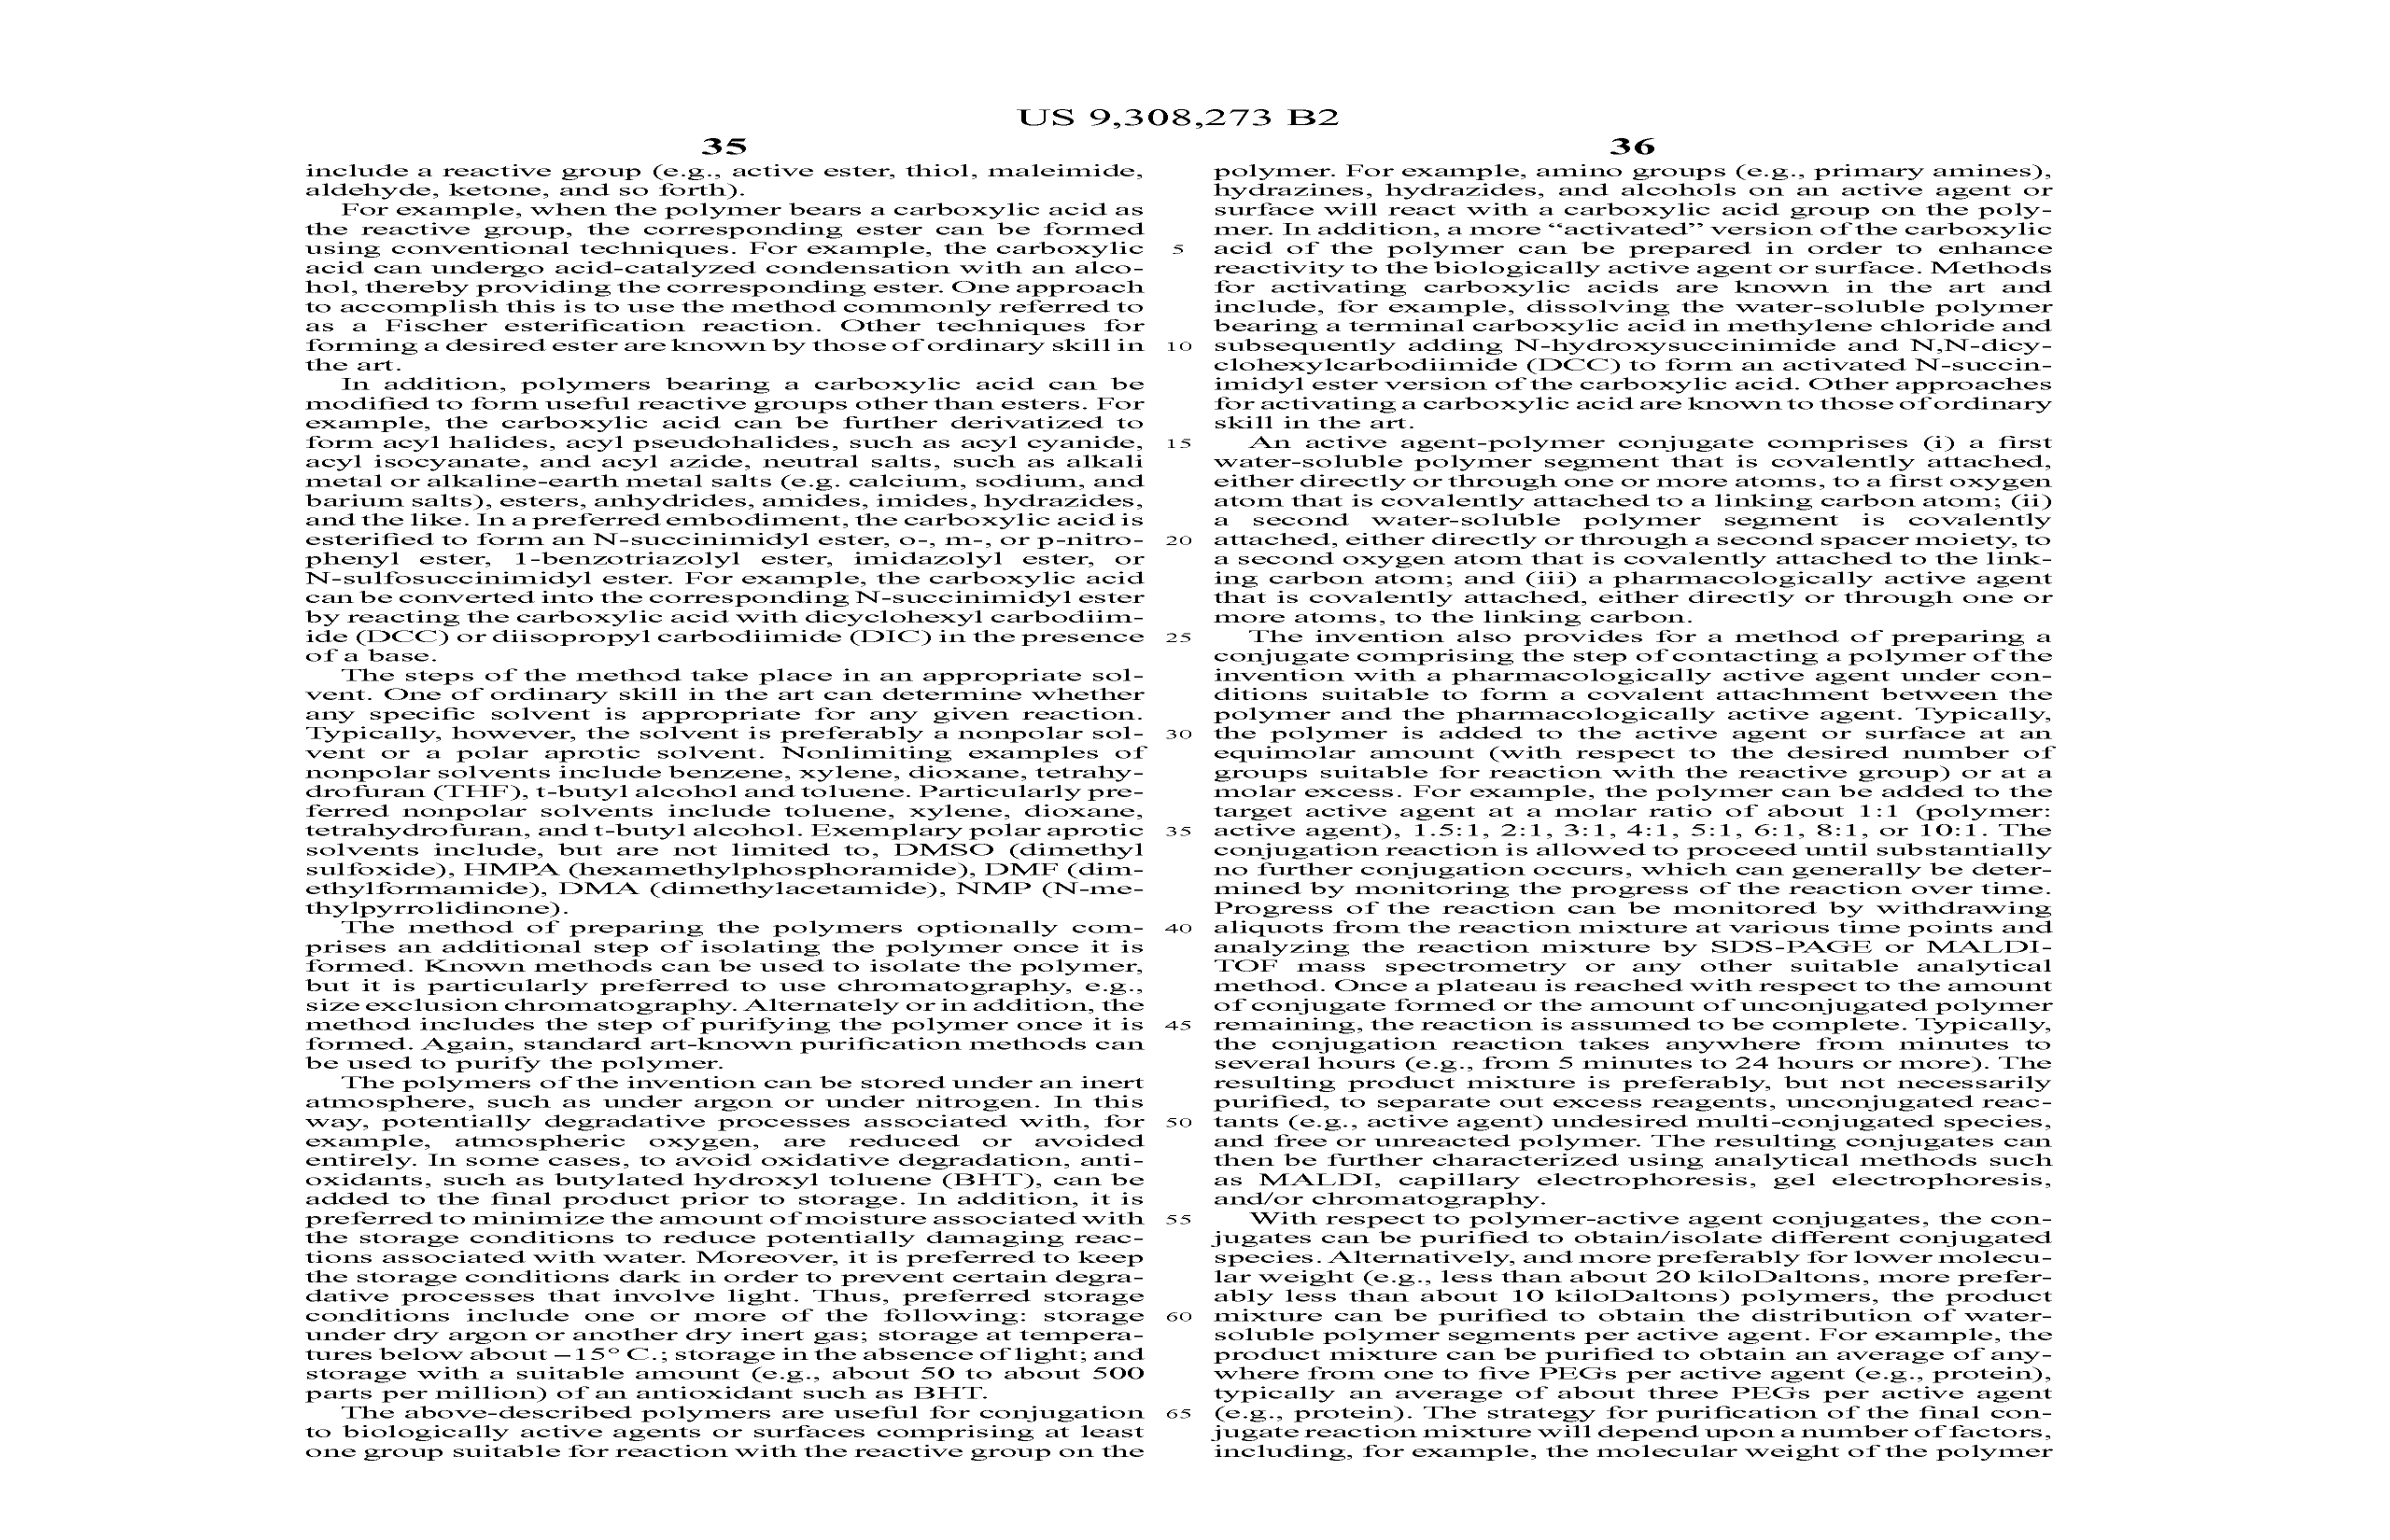 US 9,308,273 B2
35
include a reactive group (e.g., active ester, thiol, maleimide,
aldehyde, ketone, and so forth).
For example, when the polymer bears a carboxylic acid as
the reactive group, the corresponding ester can be formed
using conventional techniques. For example, the carboxylic
acid can undergo acid-catalyzed condensation with an alco-
hol, thereby providing the corresponding ester. One approach
to accomplish this is to use the method commonly referred to
as a Fischer esterification reaction. Other techniques for
forming a desired ester are known by those of ordinary skill in
the art.
In addition, polymers bearing a carboxylic acid can be
modified to form useful reactive groups other than esters. For
example, the carboxylic acid can be further derivatized to
form acyl halides, acyl pseudohalides, such as acyl cyanide,
acyl isocyanate, and acyl azide, neutral salts, such as alkali
metal or alkaline-earth metal salts (e.g. calcium, sodium, and
barium salts), esters, anhydrides, amides, imides, hydrazides,
and the like. In a preferred embodiment, the carboxylic acid is
esterified to form an N-succinimidyl ester, o-, m-, or p-nitro-
phenyl ester, 1-benzotriazolyl ester, imidazolyl ester, or
N-sulfosuccinimidyl ester. For example, the carboxylic acid
can be converted into the corresponding N-succinimidyl ester
by reacting the carboxylic acid with dicyclohexyl carbodiim-
ide (DCC) or diisopropyl carbodiimide (DIC) in the presence
of a base.
The steps of the method take place in an appropriate sol-
vent. One of ordinary skill in the art can determine whether
any specific solvent is appropriate for any given reaction.
Typically, however, the solvent is preferably a nonpolar sol-
vent or a polar aprotic solvent. Nonlimiting examples of
nonpolar solvents include benzene, xylene, dioxane, tetrahy-
drofuran (THF), t-butyl alcohol and toluene. Particularly pre-
ferred nonpolar solvents include toluene, xylene, dioxane,
tetrahydrofuran, and t-butyl alcohol. Exemplary polar aprotic
solvents include, but are not limited to, DMSO (dimethyl
sulfoxide), HMPA (hexamethylphosphoramide), DMF (dim-
ethylformamide), DMA (dimethylacetamide), NMP (N-me-
thylpyrrolidinone).
The method of preparing the polymers optionally com-
prises an additional step of isolating the polymer once it is
formed. Known methods can be used to isolate the polymer,
but it is particularly preferred to use chromatography, e.g.,
size exclusion chromatography. Alternately or in addition, the
method includes the step of purifying the polymer once it is
formed. Again, standard art-known purification methods can
be used to purify the polymer.
The polymers of the invention can be stored under an inert
atmosphere, such as under argon or under nitrogen. In this
way, potentially degradative processes associated with, for
example, atmospheric oxygen, are reduced or avoided
entirely. In some cases, to avoid oxidative degradation, anti-
oxidants, such as butylated hydroxyl toluene (BHT), can be
added to the final product prior to storage. In addition, it is
preferred to minimize the amount of moisture associated with
the storage conditions to reduce potentially damaging reac-
tions associated with water. Moreover, it is preferred to keep
the storage conditions dark in order to prevent certain degra-
dative processes that involve light. Thus, preferred storage
conditions include one or more of the following: storage
under dry argon or another dry inert gas; storage at tempera-
tures below about −15° C.; storage in the absence of light; and
storage with a suitable amount (e.g., about 50 to about 500
parts per million) of an antioxidant such as BHT.
The above-described polymers are useful for conjugation
to biologically active agents or surfaces comprising at least
one group suitable for reaction with the reactive group on the
5
10
15
20
25
30
35
40
45
50
55
60
65
36
polymer. For example, amino groups (e.g., primary amines),
hydrazines, hydrazides, and alcohols on an active agent or
surface will react with a carboxylic acid group on the poly-
mer. In addition, a more “activated” version of the carboxylic
acid of the polymer can be prepared in order to enhance
reactivity to the biologically active agent or surface. Methods
for activating carboxylic acids are known in the art and
include, for example, dissolving the water-soluble polymer
bearing a terminal carboxylic acid in methylene chloride and
subsequently adding N-hydroxysuccinimide and N,N-dicy-
clohexylcarbodiimide (DCC) to form an activated N-succin-
imidyl ester version of the carboxylic acid. Other approaches
for activating a carboxylic acid are known to those of ordinary
skill in the art.
An active agent-polymer conjugate comprises (i) a first
water-soluble polymer segment that is covalently attached,
either directly or through one or more atoms, to a first oxygen
atom that is covalently attached to a linking carbon atom; (ii)
a second water-soluble polymer segment is covalently
attached, either directly or through a second spacer moiety, to
a second oxygen atom that is covalently attached to the link-
ing carbon atom; and (iii) a pharmacologically active agent
that is covalently attached, either directly or through one or
more atoms, to the linking carbon.
The invention also provides for a method of preparing a
conjugate comprising the step of contacting a polymer of the
invention with a pharmacologically active agent under con-
ditions suitable to form a covalent attachment between the
polymer and the pharmacologically active agent. Typically,
the polymer is added to the active agent or surface at an
equimolar amount (with respect to the desired number of
groups suitable for reaction with the reactive group) or at a
molar excess. For example, the polymer can be added to the
target active agent at a molar ratio of about 1:1 (polymer:
active agent), 1.5:1, 2:1, 3:1, 4:1, 5:1, 6:1, 8:1, or 10:1. The
conjugation reaction is allowed to proceed until substantially
no further conjugation occurs, which can generally be deter-
mined by monitoring the progress of the reaction over time.
Progress of the reaction can be monitored by withdrawing
aliquots from the reaction mixture at various time points and
analyzing the reaction mixture by SDS-PAGE or MALDI-
TOF mass spectrometry or any other suitable analytical
method. Once a plateau is reached with respect to the amount
of conjugate formed or the amount of unconjugated polymer
remaining, the reaction is assumed to be complete. Typically,
the conjugation reaction takes anywhere from minutes to
several hours (e.g., from 5 minutes to 24 hours or more). The
resulting product mixture is preferably, but not necessarily
purified, to separate out excess reagents, unconjugated reac-
tants (e.g., active agent) undesired multi-conjugated species,
and free or unreacted polymer. The resulting conjugates can
then be further characterized using analytical methods such
as MALDI, capillary electrophoresis, gel electrophoresis,
and/or chromatography.
With respect to polymer-active agent conjugates, the con-
jugates can be purified to obtain/isolate different conjugated
species. Alternatively, and more preferably for lower molecu-
lar weight (e.g., less than about 20 kiloDaltons, more prefer-
ably less than about 10 kiloDaltons) polymers, the product
mixture can be purified to obtain the distribution of water-
soluble polymer segments per active agent. For example, the
product mixture can be purified to obtain an average of any-
where from one to five PEGs per active agent (e.g., protein),
typically an average of about three PEGs per active agent
(e.g., protein). The strategy for purification of the final con-
jugate reaction mixture will depend upon a number of factors,
including, for example, the molecular weight of the polymer